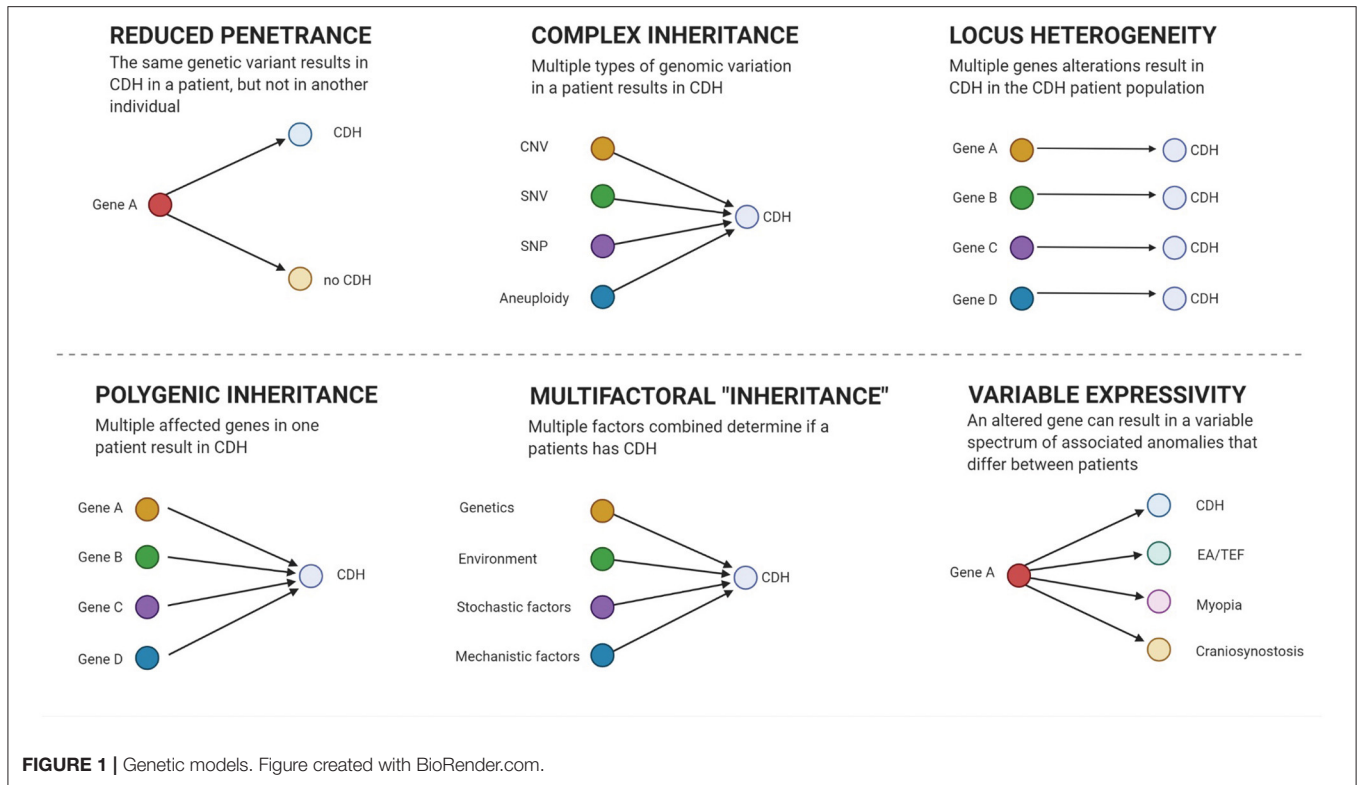 REDUCED PENETRANCE
The same genetic variant results in
CDH in a patient, but not in another
individual
CDH
Gene A
no CDH
COMPLEX INHERITANCE
Multiple types of genomic variation
in a patient results in CDH
CNV
SNV
CDH
SNP
Aneuploidy
LOCUS HETEROGENEITY
Multiple genes alterations result in
CDH in the CDH patient population
Gene A CDH
Gene B CDH
Gene C CDH
Gene D CDH
POLYGENIC INHERITANCE
Multiple affected genes in one
patient result in CDH
Gene A
Gene B
CDH
Gene C
Gene D
MULTIFACTORAL "INHERITANCE"
Multiple factors combined determine if a
patients has CDH
Genetics
Environment
CDH
Stochastic factors
Mechanistic factors
VARIABLE EXPRESSIVITY
An altered gene can result in a variable
spectrum of associated anomalies that
differ between patients
CDH
EA/TEF
Gene A
Myopia
Craniosynostosis
FIGURE 1 | Genetic models. Figure created with BioRender.com.